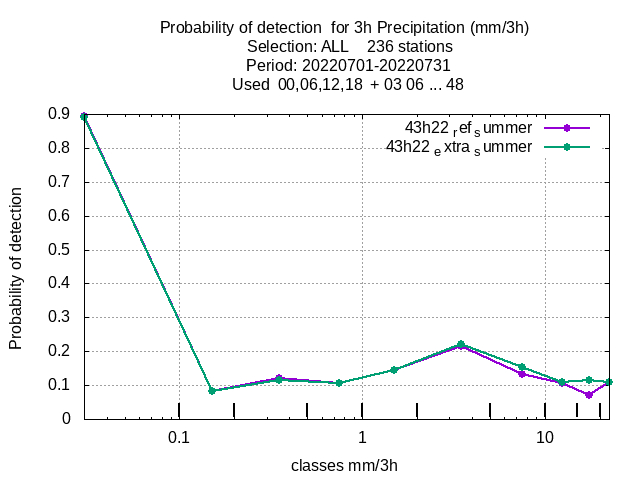 Probability of detection  for 3h Precipitation (mm/3h)
Selection: ALL    236 stations
Period: 20220701-20220731
Used  00,06,12,18  + 03 06 ... 48
43h22 ref summer
43h22 extra summer
Probability of detection
0.9
0.8
0.7
0.6
0.5
0.4
0.3
0.2
0.1
0
0.1
1
10
classes mm/3h